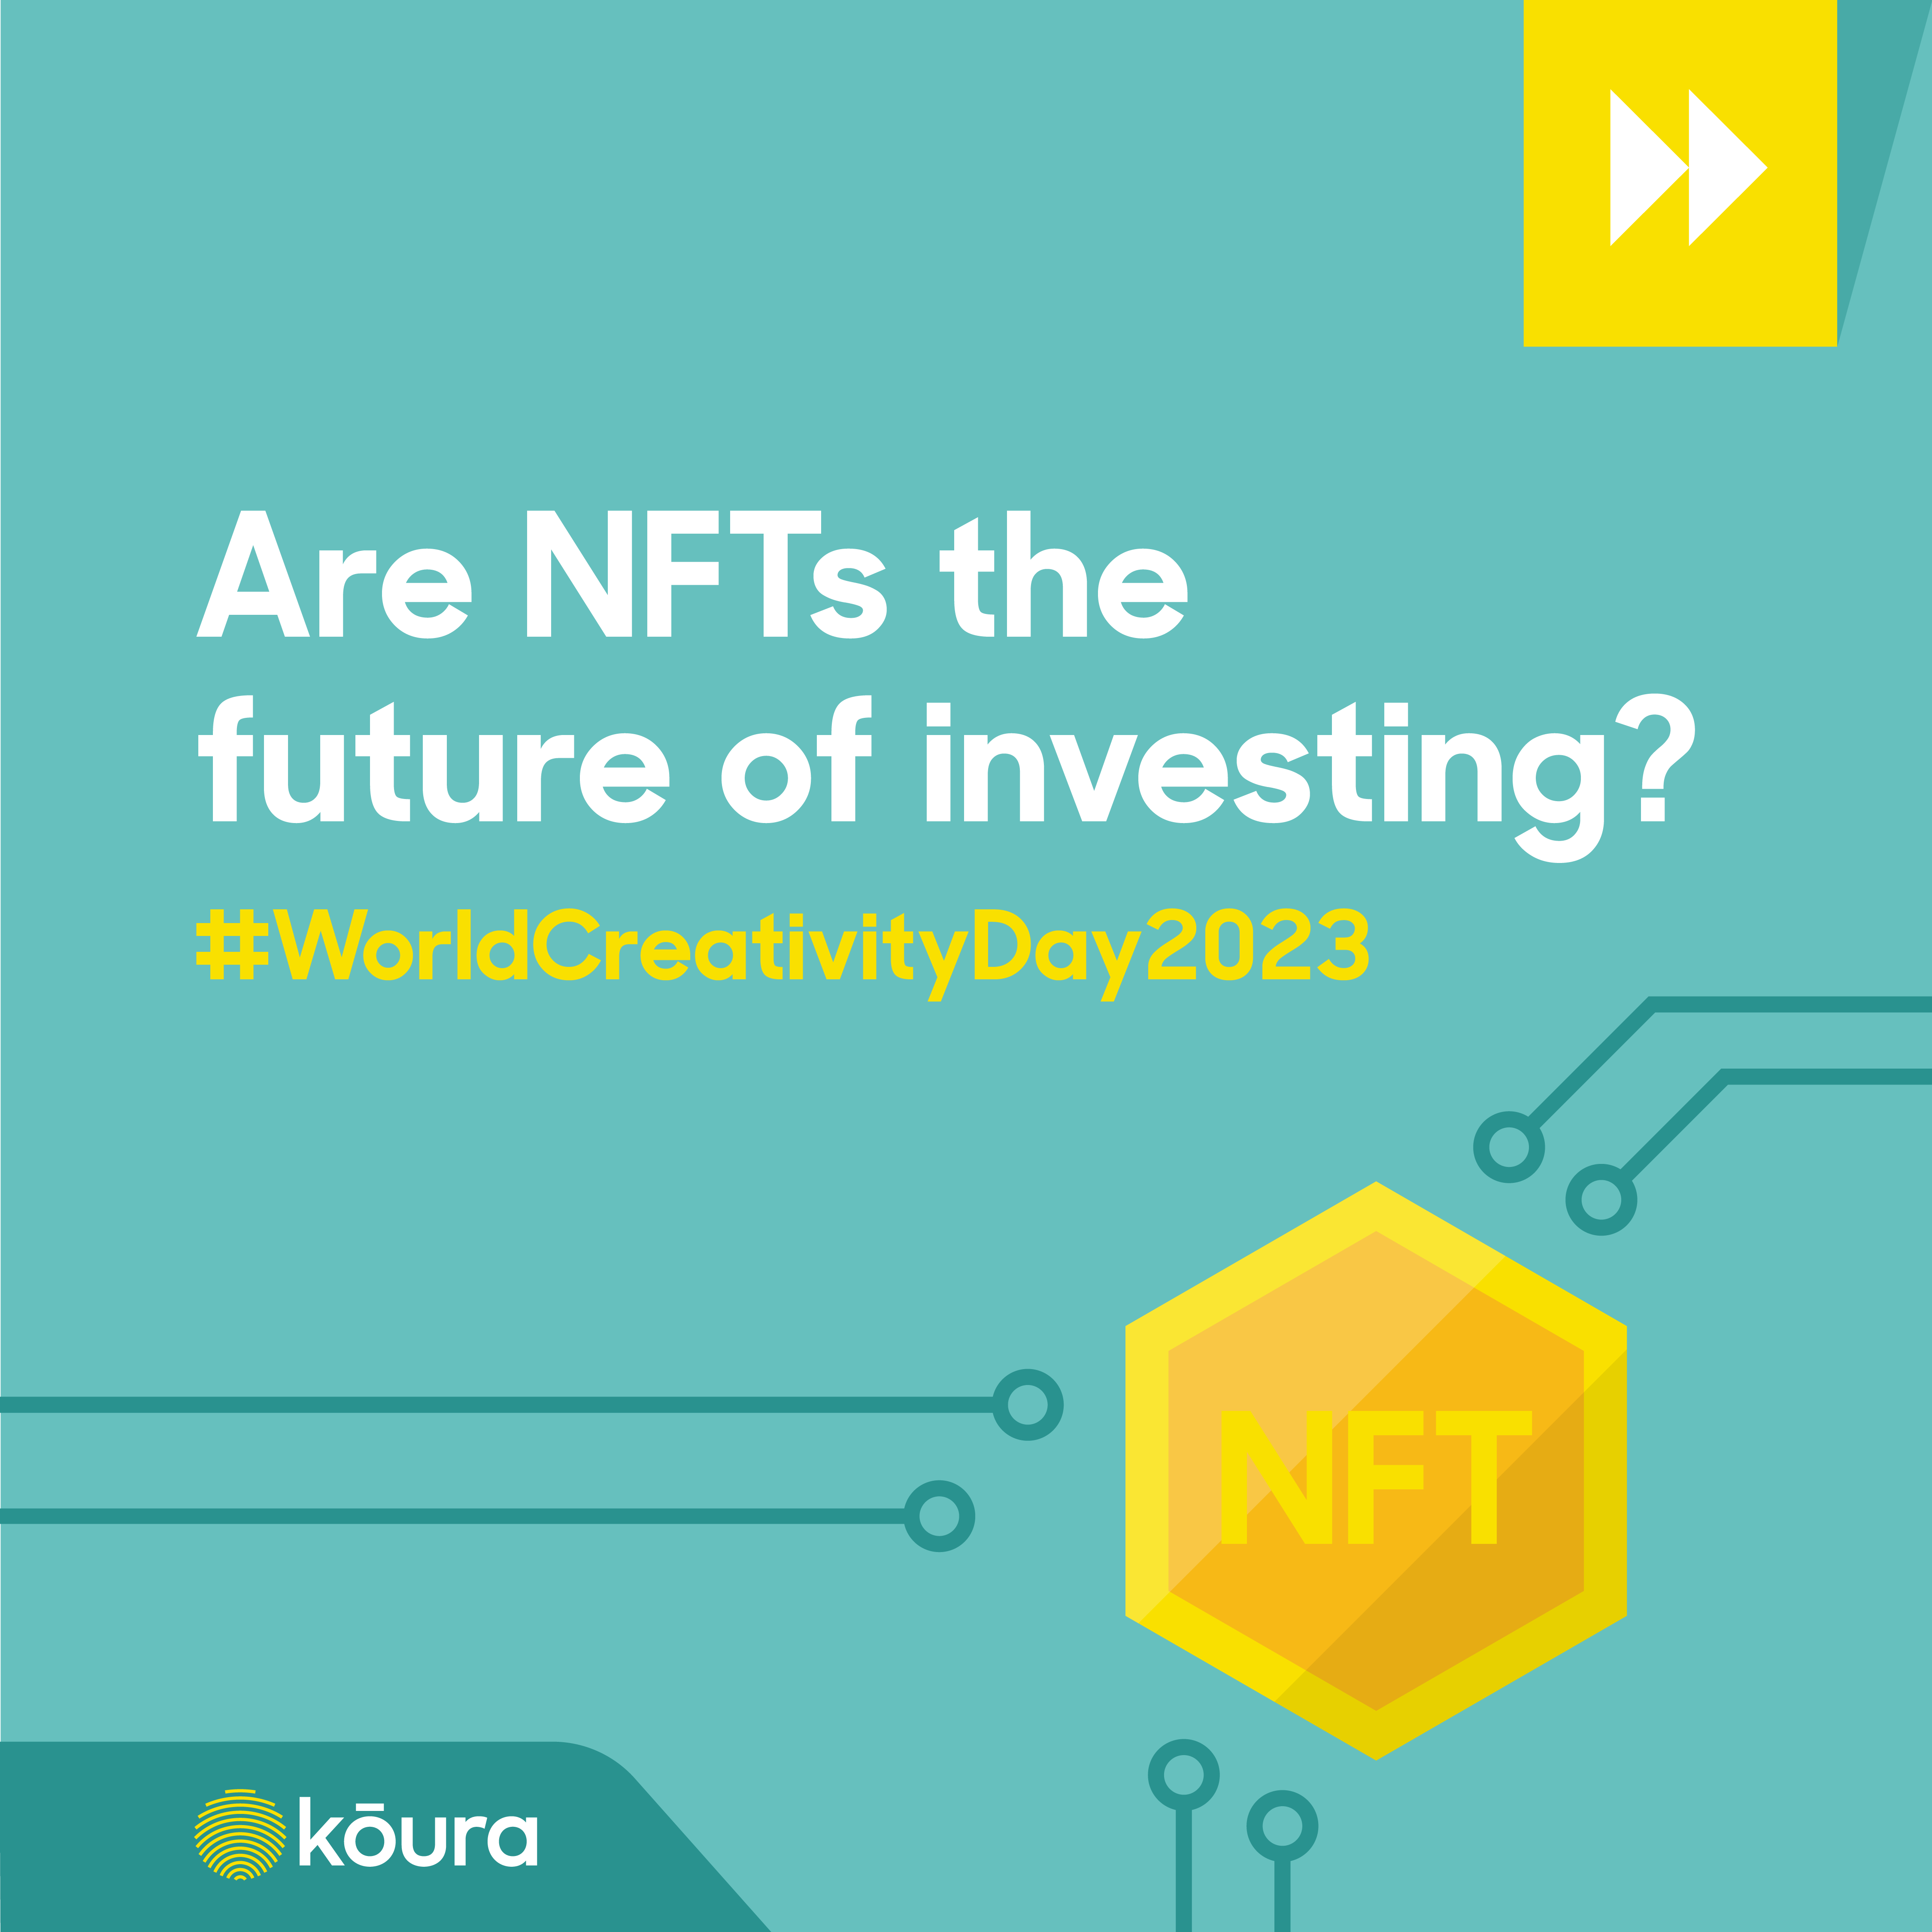 Are NFTs the
future of investing?
#WorldCreativityDay2023
NFT
kōura